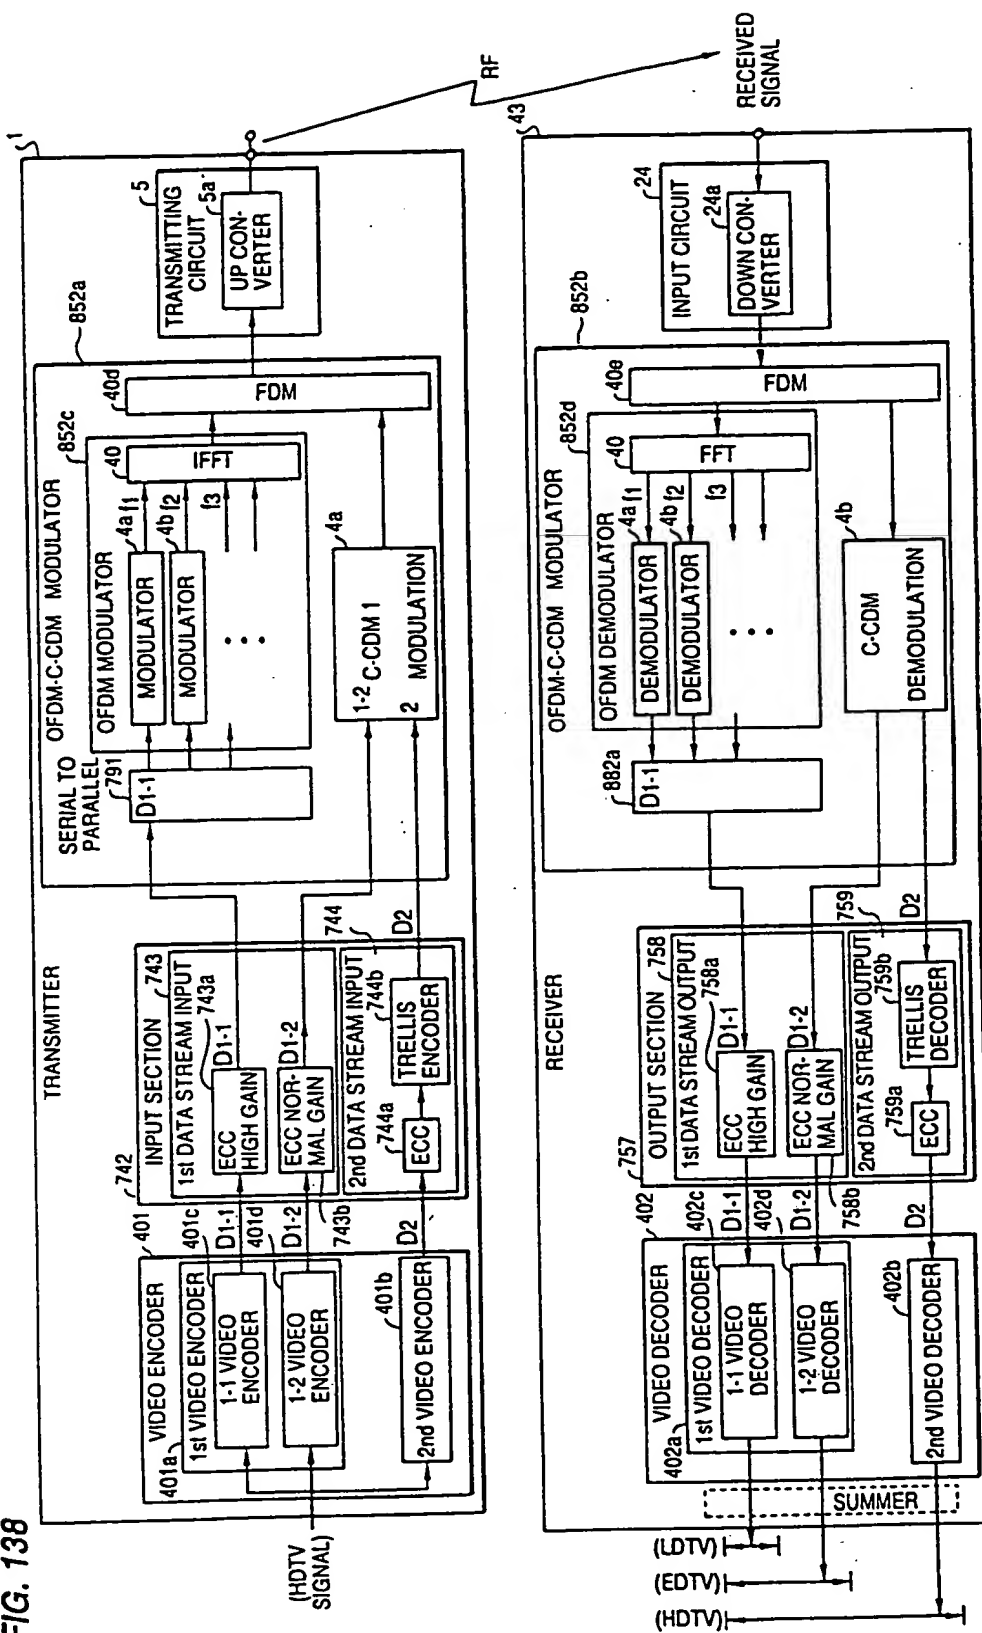 FIG. 138
TRANSMITTER
1
(HDTV
SIGNAL)
VIDEO ENCODER
401
401a
1st VIDEO ENCODER
401c
1-1 VIDEO
ENCODER
D1-1
401d
1-2 VIDEO
ENCODER
D1-2
401b
2nd VIDEO ENCODER
D2
742
INPUT SECTION
743
1st DATA STREAM INPUT
743a
ECC
HIGH GAIN
D1-1
ECC NOR-
MAL GAIN
D1-2
743b
744
2nd DATA STREAM INPUT
744a
744b
ECC
TRELLIS
ENCODER
D2
OFDM-C-CDM MODULATOR
852a
SERIAL TO
PARALLEL
791
D1-1
OFDM MODULATOR
852c
MODULATOR
4a
f1
MODULATOR
4b
f2
f3
40
IFFT
40d
FDM
4a
1-2
C-CDM 1
2
MODULATION
TRANSMITTING
CIRCUIT
5
5a
UP CON-
VERTER
RF
RECEIVED
SIGNAL
RECEIVER
43
INPUT CIRCUIT
24
24a
DOWN CON-
VERTER
OFDM-C-CDM MODULATOR
852b
40e
FDM
OFDM DEMODULATOR
852d
40
FFT
DEMODULATOR
4a
f1
DEMODULATOR
4b
f2
f3
882a
D1-1
4b
C-CDM
DEMODULATION
757
OUTPUT SECTION
758
1st DATA STREAM OUTPUT
758a
ECC
HIGH GAIN
D1-1
ECC NOR-
MAL GAIN
D1-2
758b
759
2nd DATA STREAM OUTPUT
759a
759b
ECC
TRELLIS
DECODER
D2
VIDEO DECODER
402
402a
1st VIDEO DECODER
402c
1-1 VIDEO
DECODER
D1-1
402d
1-2 VIDEO
DECODER
D1-2
402b
2nd VIDEO DECODER
D2
SUMMER
(LDTV)
(EDTV)
(HDTV)